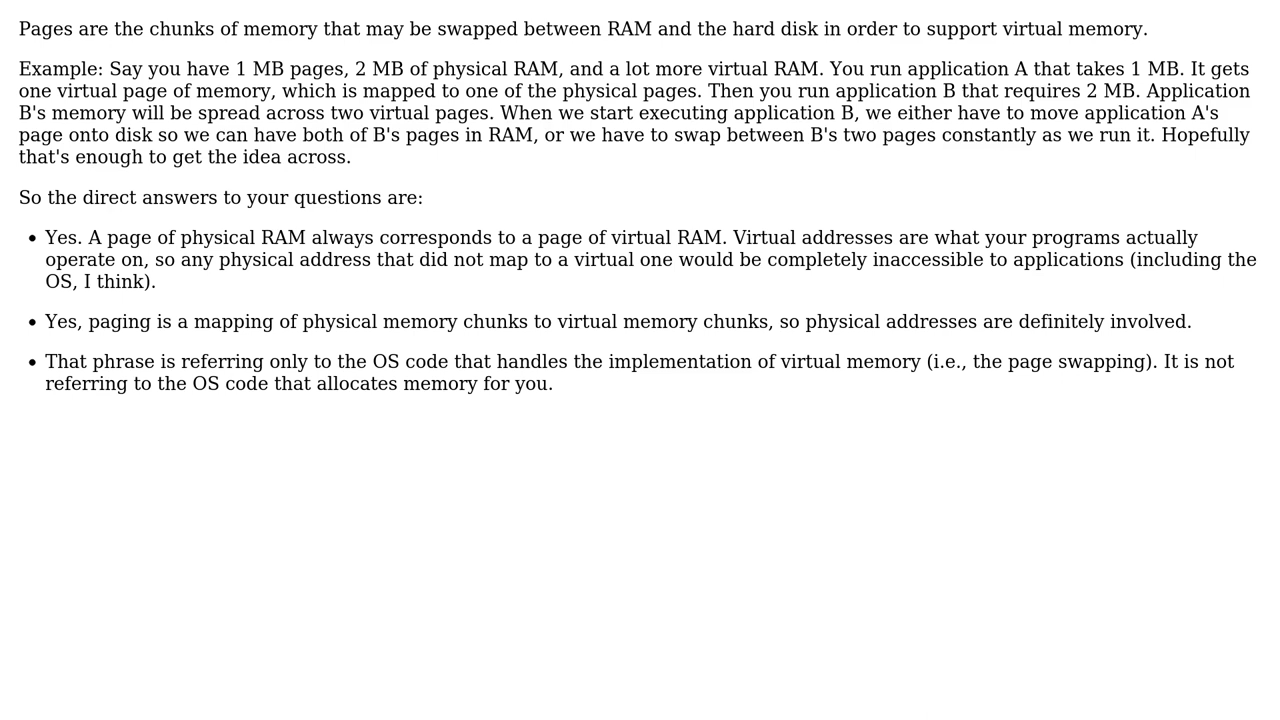 Pages are the chunks of memory that may be swapped between RAM and the hard disk in order to support virtual memory.
Example: Say you have 1 MB pages, 2 MB of physical RAM, and a lot more virtual RAM. You run application A that takes 1 MB. It gets
one virtual page of memory, which is mapped to one of the physical pages. Then you run application B that requires 2 MB. Application
B's memory will be spread across two virtual pages. When we start executing application B, we either have to move application A's
page onto disk so we can have both of B's pages in RAM, or we have to swap between B's two pages constantly as we run it. Hopefully
that's enough to get the idea across.
So the direct answers to your questions are:
• Yes. A page of physical RAM always corresponds to a page of virtual RAM. Virtual addresses are what your programs actually
operate on, so any physical address that did not map to a virtual one would be completely inaccessible to applications (including the
OS, I think).
• Yes, paging is a mapping of physical memory chunks to virtual memory chunks, so physical addresses are definitely involved.
• That phrase is referring only to the OS code that handles the implementation of virtual memory (i.e., the page swapping). It is not
referring to the OS code that allocates memory for you.